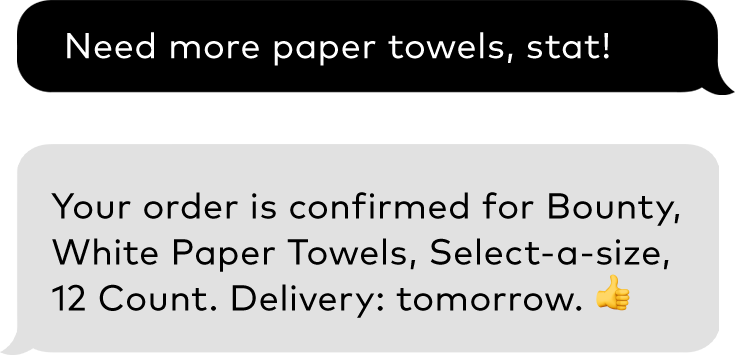 Need more paper towels, stat!
Your order is confirmed for Bounty,
White Paper Towels, Select-a-size,
12 Count. Delivery: tomorrow. 👍